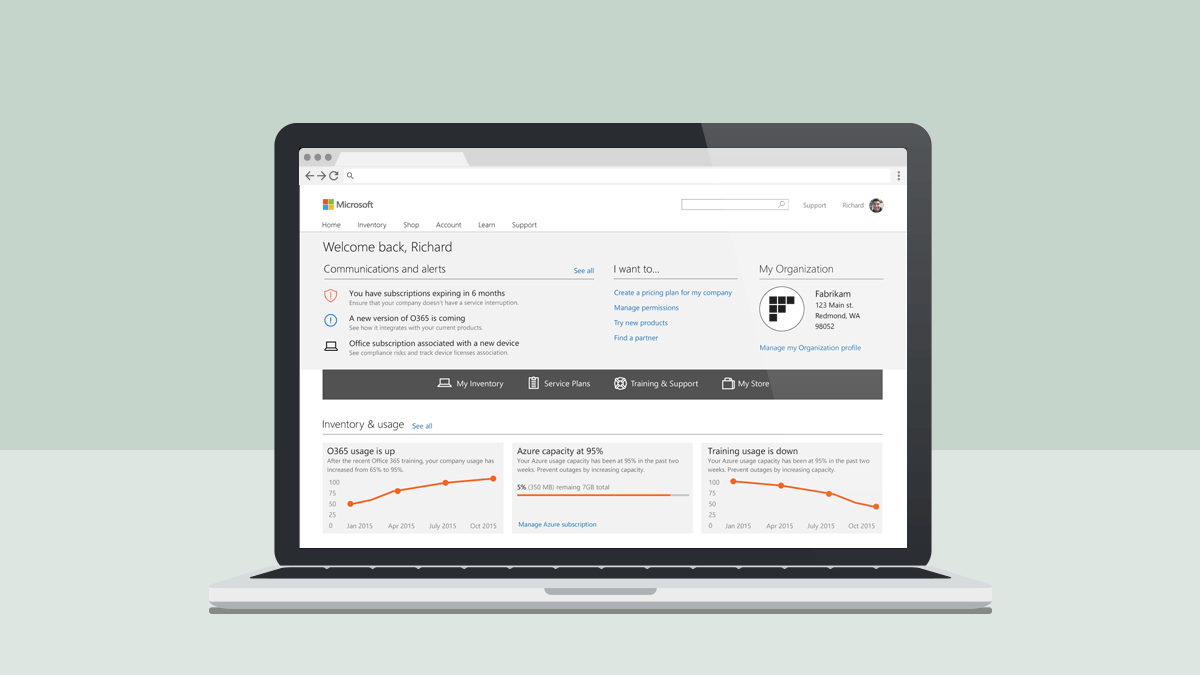 Microsoft
Support
Richard
Home
Inventory
Shop
Account
Learn
Support
Welcome back, Richard
Communications and alerts
See all
You have subscriptions expiring in 6 months
Ensure that your company doesn't have a service interruption.
A new version of O365 is coming
See how it integrates with your current products.
Office subscription associated with a new device
See compliance risks and track device licenses association.
I want to...
Create a pricing plan for my company
Manage permissions
Try new products
Find a partner
My Organization
Fabrikam
123 Main st.
Redmond, WA
98052
Manage my Organization profile
My Inventory
Service Plans
Training & Support
My Store
Inventory & usage
See all
O365 usage is up
After the recent Office 365 training, your company usage has
increased from 65% to 95%.
100
75
50
25
0
Jan 2015
Apr 2015
July 2015
Oct 2015
Azure capacity at 95%
Your Azure usage capacity has been at 95% in the past two
weeks. Prevent outages by increasing capacity.
5% (350 MB) remaing 7GB total
Manage Azure subscription
Training usage is down
Your Azure usage capacity has been at 95% in the past two
weeks. Prevent outages by increasing capacity.
100
75
50
25
0
Jan 2015
Apr 2015
July 2015
Oct 2015